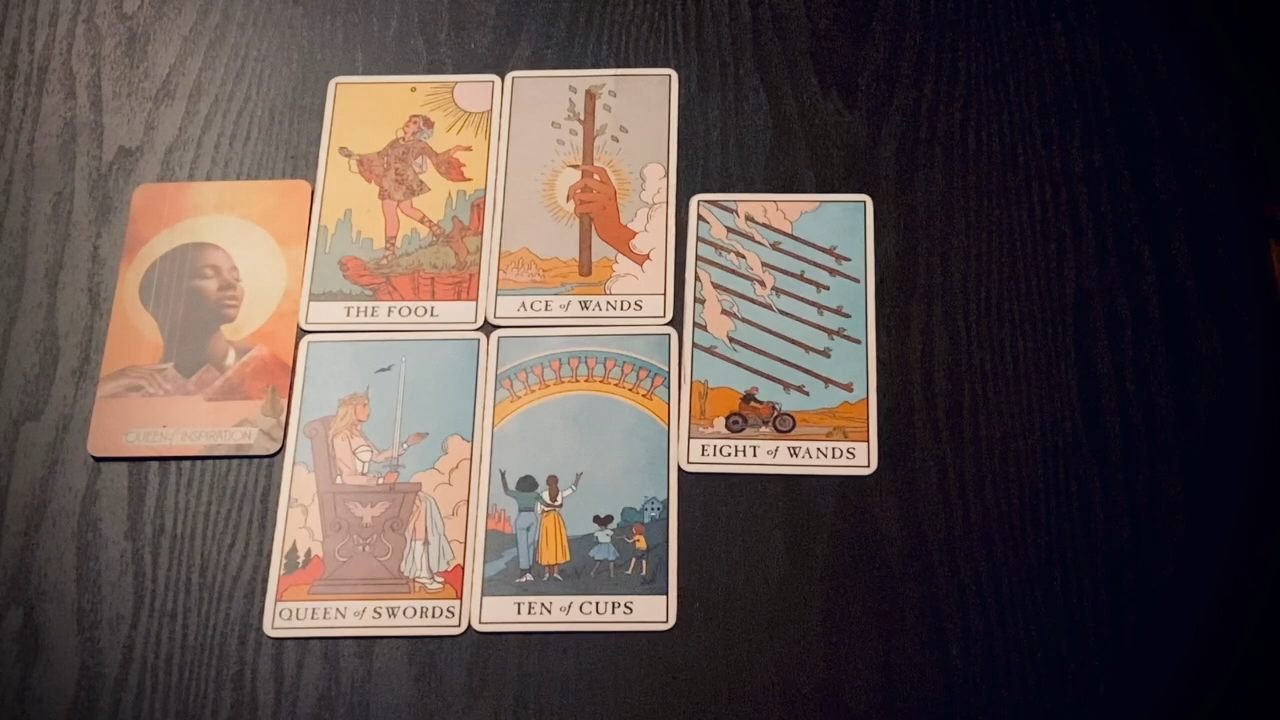 THE FOOL
ACE of WANDS
QUEEN of INSPIRATION
EIGHT of WANDS
QUEEN of SWORDS
TEN of CUPS